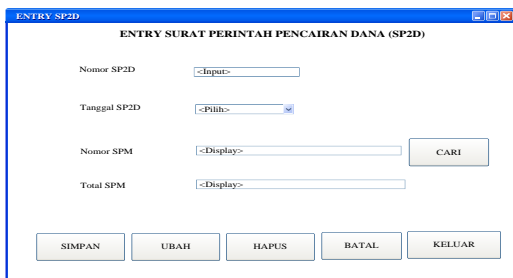 ENTRY SP2D
ENTRY SURAT PERINTAH PENCAIRAN DANA (SP2D)
Nomor SP2D <Input>
Tanggal SP2D <Pilih>
Nomor SPM <Display> CARI
Total SPM <Display>
SIMPAN UBAH HAPUS BATAL KELUAR